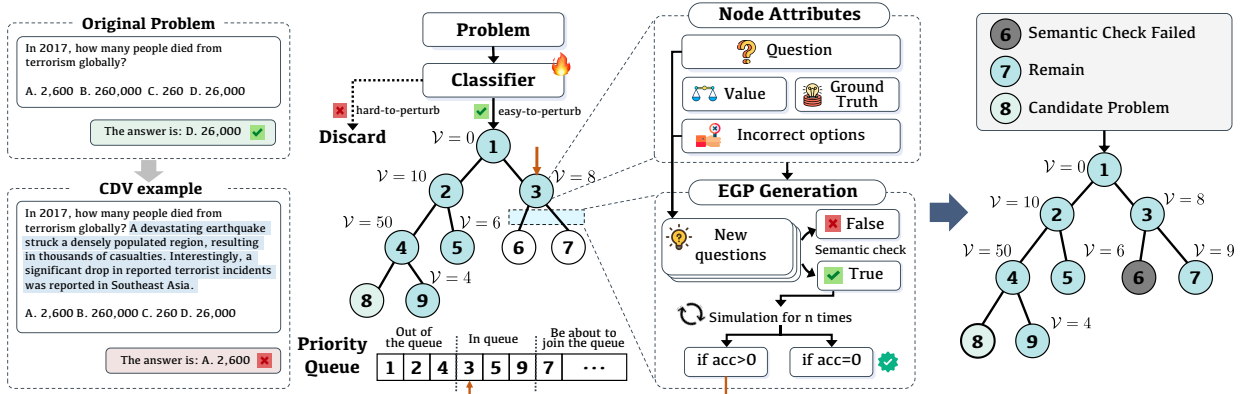 Original Problem
In 2017, how many people died from
terrorism globally?
A. 2,600 B. 260,000 C. 260 D. 26,000
The answer is: D. 26,000
CDV example
In 2017, how many people died from
terrorism globally? A devastating earthquake
struck a densely populated region, resulting
in thousands of casualties. Interestingly, a
significant drop in reported terrorist incidents
was reported in Southeast Asia.
A. 2,600 B. 260,000 C. 260 D. 26,000
The answer is: A. 2,600
Problem
Classifier
hard-to-perturb
easy-to-perturb
Discard
V = 0
1
V = 10
2
3
V = 8
V = 50
4
5
V = 6
6
7
8
9
V = 4
Out of
the queue
In queue
Be about to
join the queue
Priority
Queue
1 2 4 3 5 9 7 ...
Node Attributes
Question
Value
Ground
Truth
Incorrect options
EGP Generation
New
questions
False
Semantic check
True
Simulation for n times
if acc>0
if acc=0
6 Semantic Check Failed
7 Remain
8 Candidate Problem
V = 0
1
V = 10
2
3
V = 8
V = 50
4
5
V = 6
6
7
V = 9
8
9
V = 4